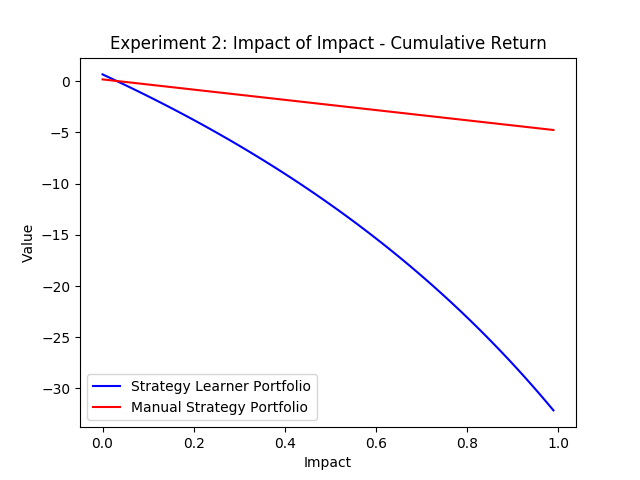 Experiment 2: Impact of Impact - Cumulative Return
0
−5
−10
−15
−20
−25
−30
Value
Strategy Learner Portfolio
Manual Strategy Portfolio
0.0 0.2 0.4 0.6 0.8 1.0
Impact